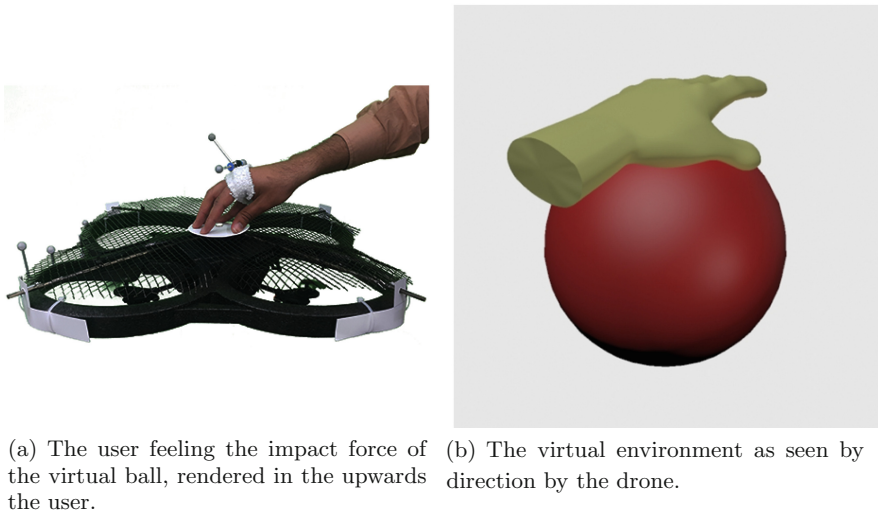 (a) The user feeling the impact force of
the virtual ball, rendered in the upwards
the user.
(b) The virtual environment as seen by
direction by the drone.